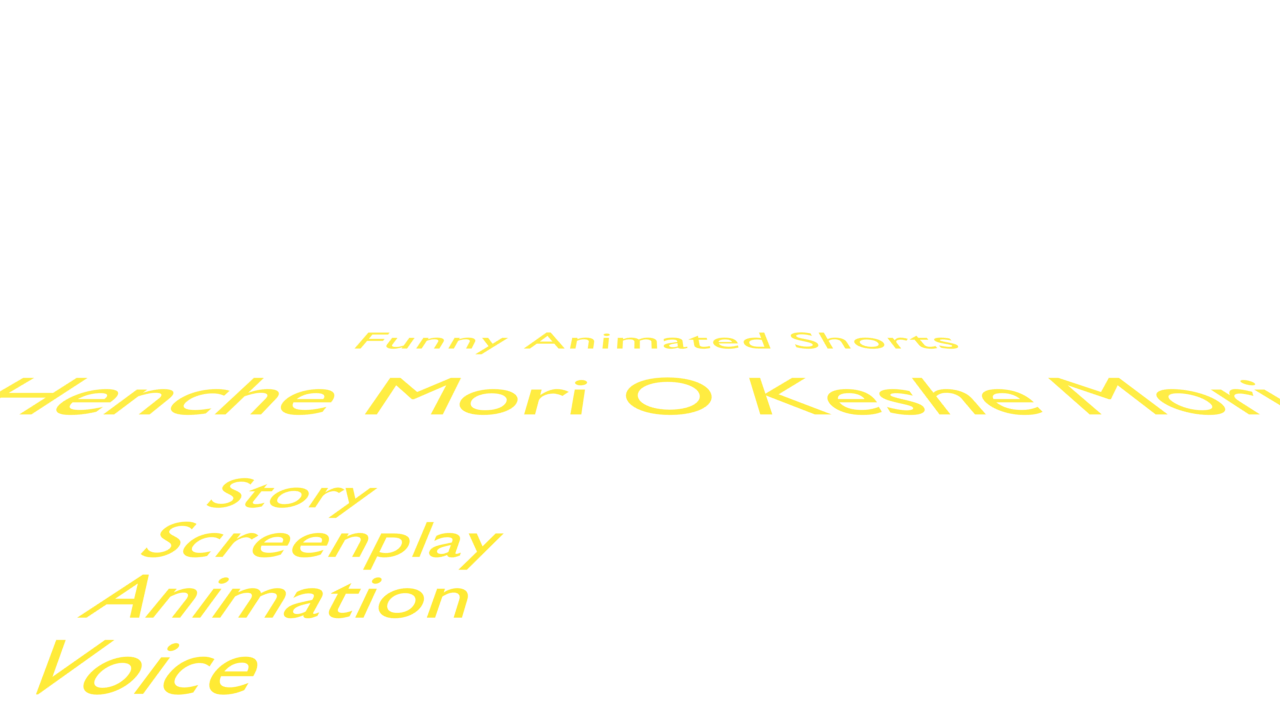 Funny Animated Shorts
Henche Mori O Keshe Mori
Story
Screenplay
Animation
Voice